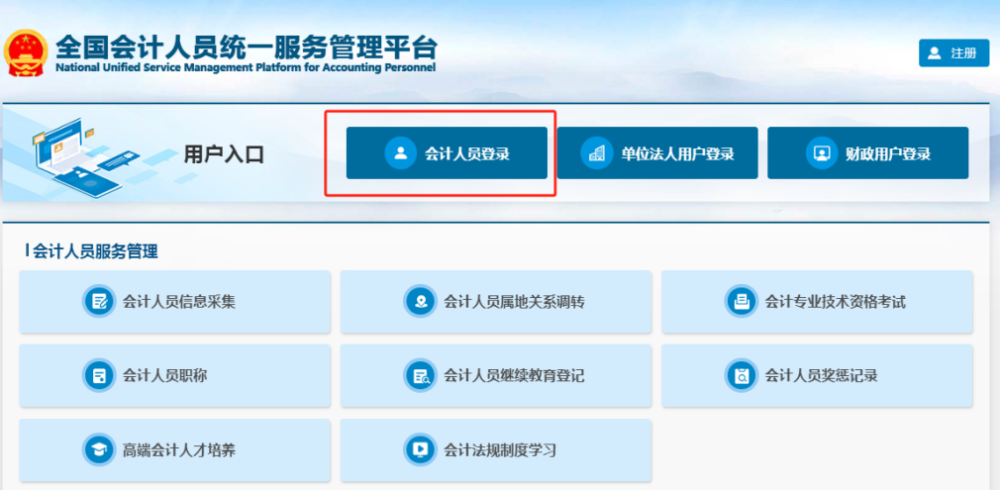 全国会计人员统一服务管理平台
National Unified Service Management Platform for Accounting Personnel
注册
用户入口
会计人员登录
单位法人用户登录
财政用户登录
会计人员服务管理
会计人员信息采集
会计人员属地关系调转
会计专业技术资格考试
会计人员职称
会计人员继续教育登记
会计人员奖惩记录
高端会计人才培养
会计法规制度学习